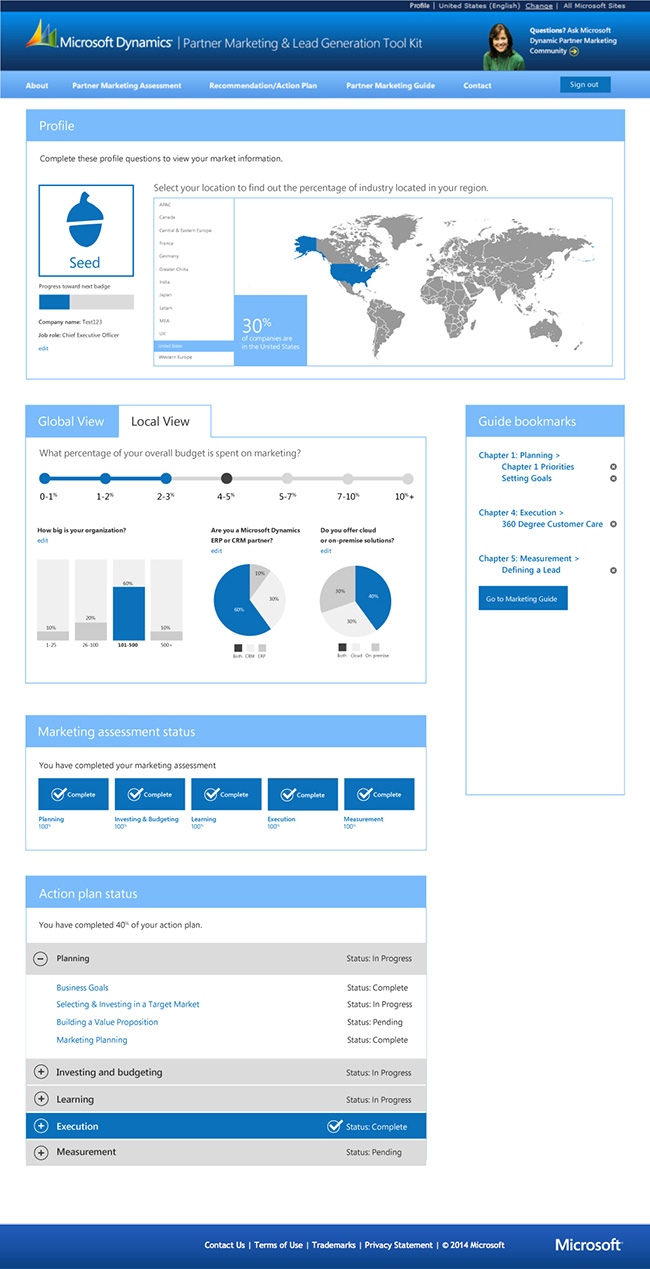 Profile | United States (English) Change | All Microsoft Sites
Microsoft Dynamics® | Partner Marketing & Lead Generation Tool Kit
Questions? Ask Microsoft
Dynamic Partner Marketing
Community
About Partner Marketing Assessment Recommendation/Action Plan Partner Marketing Guide Contact Sign out
Profile
Complete these profile questions to view your market information.
Seed
Progress toward next badge
Company name: Test123
Job role: Chief Executive Officer
edit
Select your location to find out the percentage of industry located in your region.
APAC
Canada
Central & Eastern Europe
France
Germany
Greater China
India
Japan
Latam
MEA
UK
United States
Western Europe
30%
of companies are
in the United States
Global View Local View
What percentage of your overall budget is spent on marketing?
0-1% 1-2% 2-3% 4-5% 5-7% 7-10% 10%+
How big is your organization?
edit
10% 20% 60% 10%
1-25 26-100 101-500 500+
Are you a Microsoft Dynamics
ERP or CRM partner?
edit
10%
30%
60%
Both CRM ERP
Do you offer cloud
or on-premise solutions?
edit
30% 40%
30%
Both Cloud On-premise
Guide bookmarks
Chapter 1: Planning >
Chapter 1 Priorities
Setting Goals
Chapter 4: Execution >
360 Degree Customer Care
Chapter 5: Measurement >
Defining a Lead
Go to Marketing Guide
Marketing assessment status
You have completed your marketing assessment
Complete Complete Complete Complete Complete
Planning Investing & Budgeting Learning Execution Measurement
100% 100% 100% 100% 100%
Action plan status
You have completed 40% of your action plan.
Planning Status: In Progress
Business Goals Status: Complete
Selecting & Investing in a Target Market Status: In Progress
Building a Value Proposition Status: Pending
Marketing Planning Status: Complete
Investing and budgeting Status: In Progress
Learning Status: In Progress
Execution Status: Complete
Measurement Status: Pending
Contact Us | Terms of Use | Trademarks | Privacy Statement | © 2014 Microsoft
Microsoft®